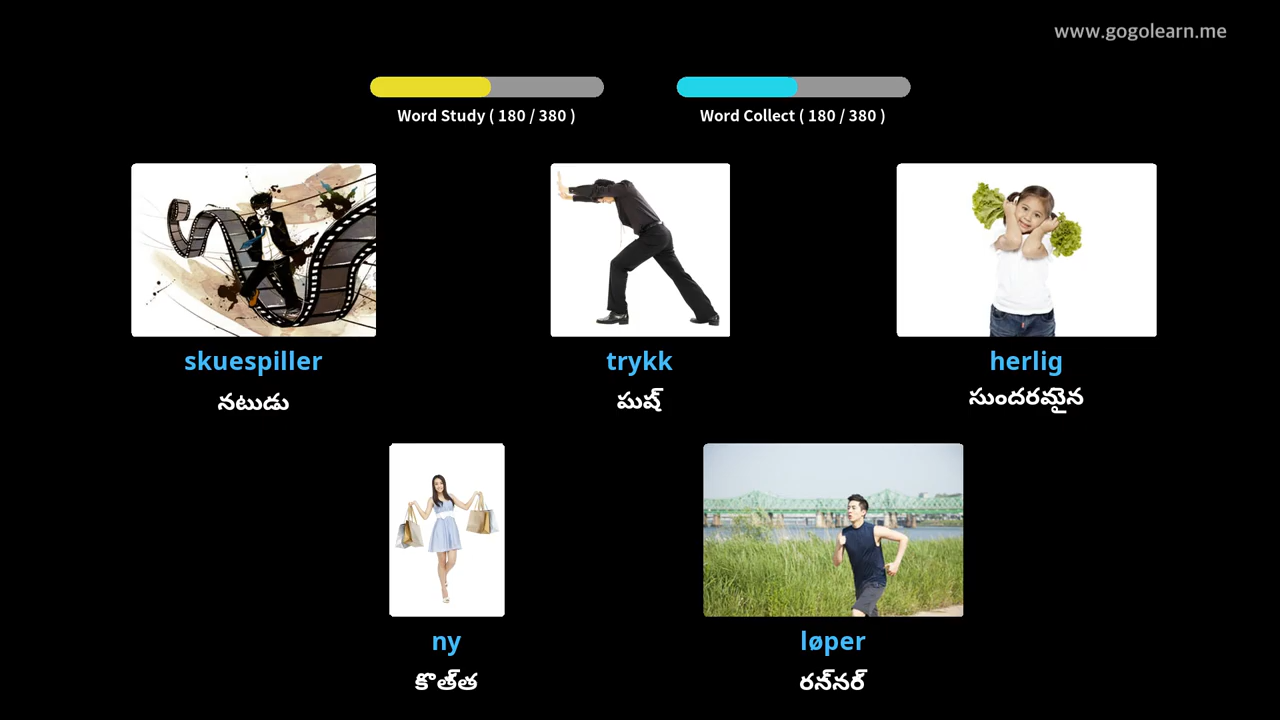 www.gogolearn.me
Word Study ( 180 / 380 )
Word Collect ( 180 / 380 )
skuespiller
నటుడు
trykk
పుష్
herlig
సుందరమైన
ny
కొత్త
løper
రన్నర్